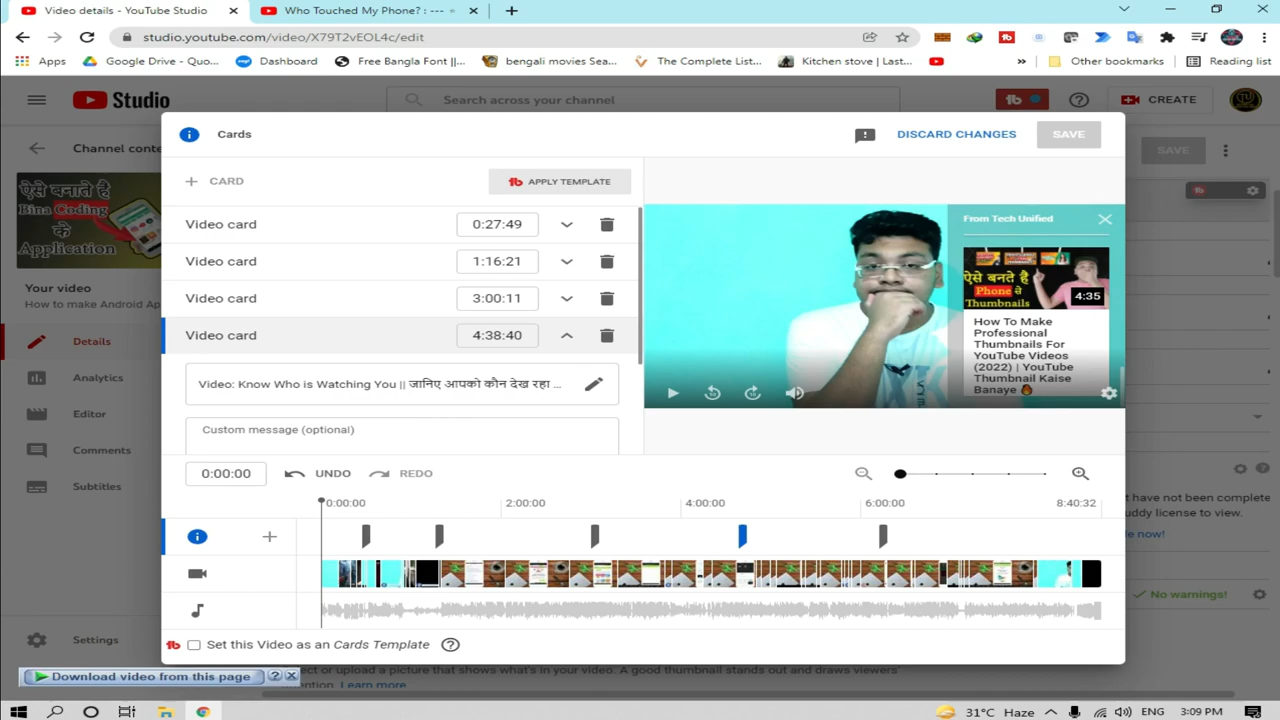 Video details - YouTube Studio
Who Touched My Phone? : ---
studio.youtube.com/video/X79T2vEOL4c/edit
Apps
Google Drive - Quo...
Dashboard
Free Bangla Font ||...
bengali movies Sea...
The Complete List...
Kitchen stove | Last...
»
Other bookmarks
Reading list
Studio
Search across your channel
tb
CREATE
Channel conte
SAVE
ऐसे बनाते हैं
Bina Coding
के
Application
Your video
How to make Android Ap
Details
Analytics
Editor
Comments
Subtitles
Settings
Cards
DISCARD CHANGES
SAVE
+ CARD
tb APPLY TEMPLATE
Video card
0:27:49
Video card
1:16:21
Video card
3:00:11
Video card
4:38:40
Video: Know Who is Watching You || जानिए आपको कौन देख रहा ...
Custom message (optional)
From Tech Unified
ऐसे बनाते हैं
Phone से
Thumbnails
4:35
How To Make
Professional
Thumbnails For
YouTube Videos
(2022) | YouTube
Thumbnail Kaise
Banaye 🔥
0:00:00
UNDO
REDO
0:00:00
2:00:00
4:00:00
6:00:00
8:40:32
tb Set this Video as an Cards Template
t have not been complete
uddy license to view.
le now!
No warnings!
ect or upload a picture that shows what's in your video. A good thumbnail stands out and draws viewers'
ttention. Learn more
Download video from this page
31°C Haze
ENG
3:09 PM